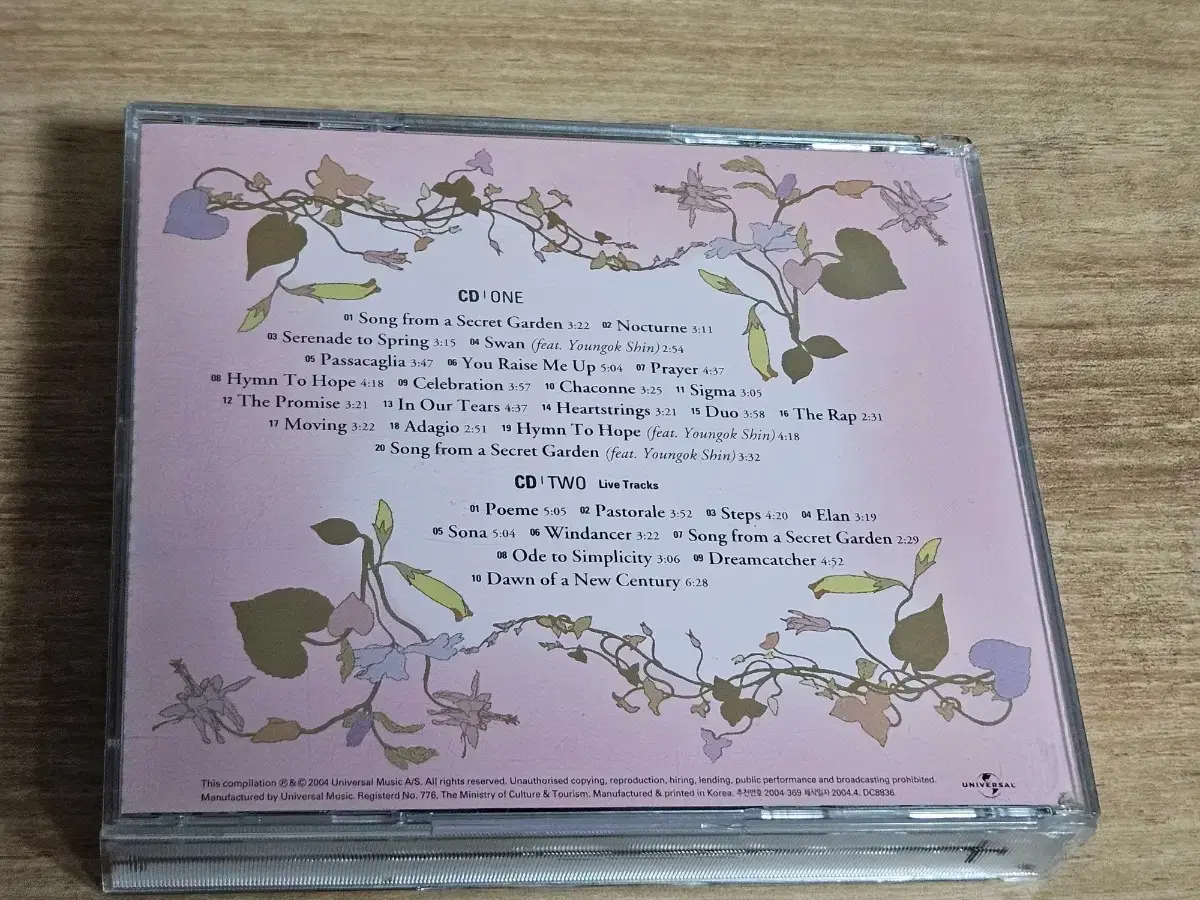 CD | ONE
01 Song from a Secret Garden 3:22 02 Nocturne 3:11
03 Serenade to Spring 3:15 04 Swan (feat. Youngok Shin) 2:54
05 Passacaglia 3:47 06 You Raise Me Up 5:04 07 Prayer 4:37
08 Hymn To Hope 4:18 09 Celebration 3:57 10 Chaconne 3:25 11 Sigma 3:05
12 The Promise 3:21 13 In Our Tears 4:37 14 Heartstrings 3:21 15 Duo 3:58 16 The Rap 2:31
17 Moving 3:22 18 Adagio 2:51 19 Hymn To Hope (feat. Youngok Shin) 4:18
20 Song from a Secret Garden (feat. Youngok Shin) 3:32
CD | TWO Live Tracks
01 Poeme 5:05 02 Pastorale 3:52 03 Steps 4:20 04 Elan 3:19
05 Sona 5:04 06 Windancer 3:22 07 Song from a Secret Garden 2:29
08 Ode to Simplicity 3:06 09 Dreamcatcher 4:52
10 Dawn of a New Century 6:28
This compilation ℗&© 2004 Universal Music A/S. All rights reserved. Unauthorised copying, reproduction, hiring, lending, public performance and broadcasting prohibited.
Manufactured by Universal Music. Registerd No. 776, The Ministry of Culture & Tourism. Manufactured & printed in Korea. 추천번호 2004-369 제작일자 2004.4. DC8836
UNIVERSAL